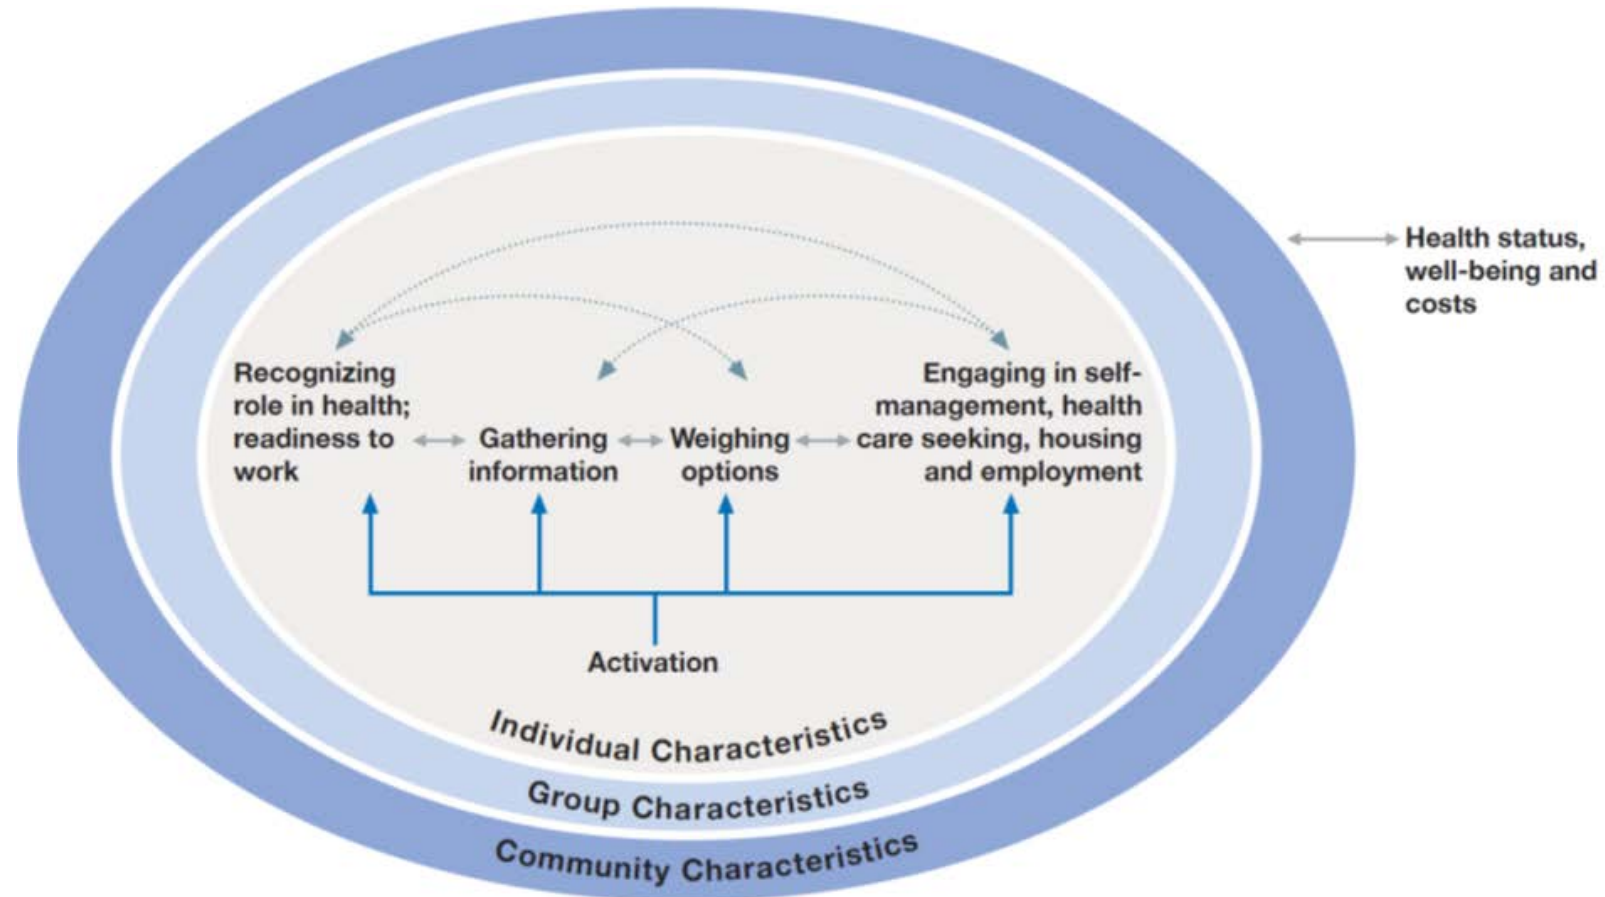 Health status,
well-being and
costs
Recognizing
role in health;
readiness to
work
Gathering
information
Weighing
options
Engaging in self-
management, health
care seeking, housing
and employment
Activation
Individual Characteristics
Group Characteristics
Community Characteristics